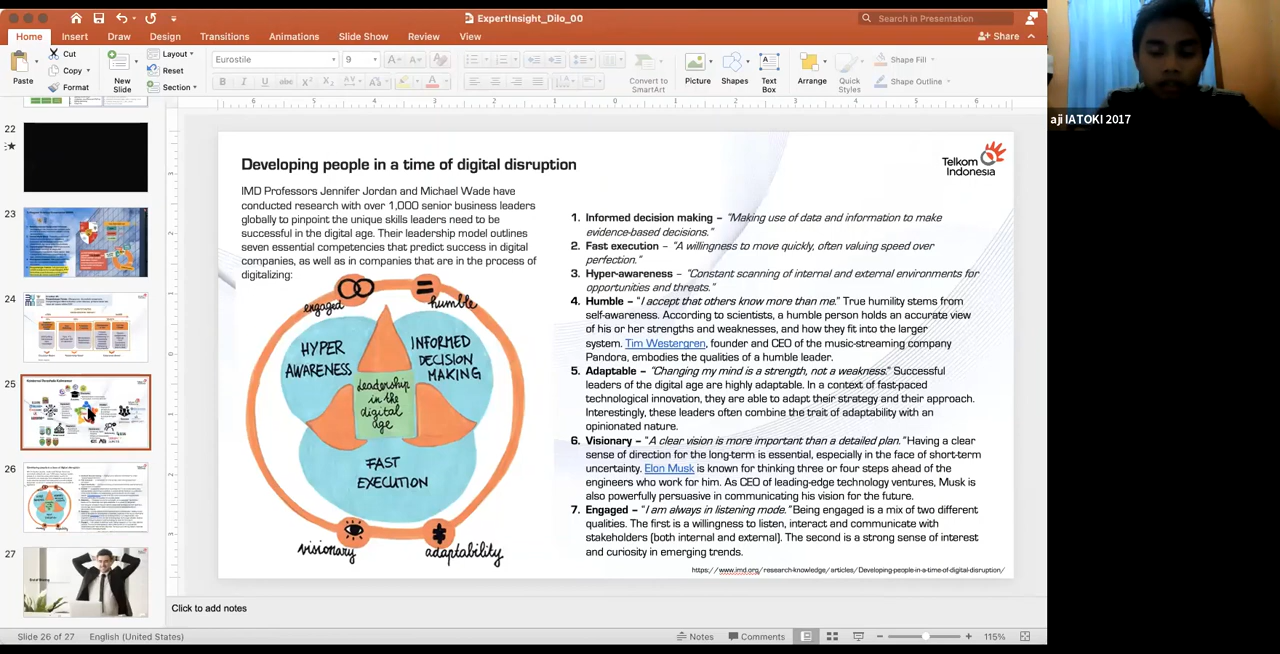 ExpertInsight_Dilo_00
Search in Presentation
Home Insert Draw Design Transitions Animations Slide Show Review View
Share
Paste
Cut
Copy
Format
New Slide
Layout
Reset
Section
Eurostile 9
Convert to SmartArt
Picture Shapes Text Box
Arrange Quick Styles
Shape Fill
Shape Outline
aji IATOKI 2017
22
23
24
25
26
27
Developing people in a time of digital disruption
Telkom
Indonesia
IMD Professors Jennifer Jordan and Michael Wade have
conducted research with over 1,000 senior business leaders
globally to pinpoint the unique skills leaders need to be
successful in the digital age. Their leadership model outlines
seven essential competencies that predict success in digital
companies, as well as in companies that are in the process of
digitalizing:
engaged
humble
HYPER
AWARENESS
INFORMED
DECISION
MAKING
Leadership
in the
digital
age
FAST
EXECUTION
visionary
adaptability
1. Informed decision making – "Making use of data and information to make
evidence-based decisions."
2. Fast execution – "A willingness to move quickly, often valuing speed over
perfection."
3. Hyper-awareness – "Constant scanning of internal and external environments for
opportunities and threats."
4. Humble – "I accept that others know more than me." True humility stems from
self-awareness. According to scientists, a humble person holds an accurate view
of his or her strengths and weaknesses, and how they fit into the larger
system. Tim Westergren, founder and CEO of the music-streaming company
Pandora, embodies the qualities of a humble leader.
5. Adaptable – "Changing my mind is a strength, not a weakness." Successful
leaders of the digital age are highly adaptable. In a context of fast-paced
technological innovation, they are able to adapt their strategy and their approach.
Interestingly, these leaders often combine the trait of adaptability with an
opinionated nature.
6. Visionary – "A clear vision is more important than a detailed plan." Having a clear
sense of direction for the long-term is essential, especially in the face of short-term
uncertainty. Elon Musk is known for thinking three or four steps ahead of the
engineers who work for him. As CEO of leading-edge technology ventures, Musk is
also powerfully persuasive in communicating his vision for the future.
7. Engaged – "I am always in listening mode." Being engaged is a mix of two different
qualities. The first is a willingness to listen, interact and communicate with
stakeholders (both internal and external). The second is a strong sense of interest
and curiosity in emerging trends.
https://www.imd.org/research-knowledge/articles/Developing-people-in-a-time-of-digital-disruption/
Click to add notes
Slide 26 of 27 English (United States)
Notes Comments 115%